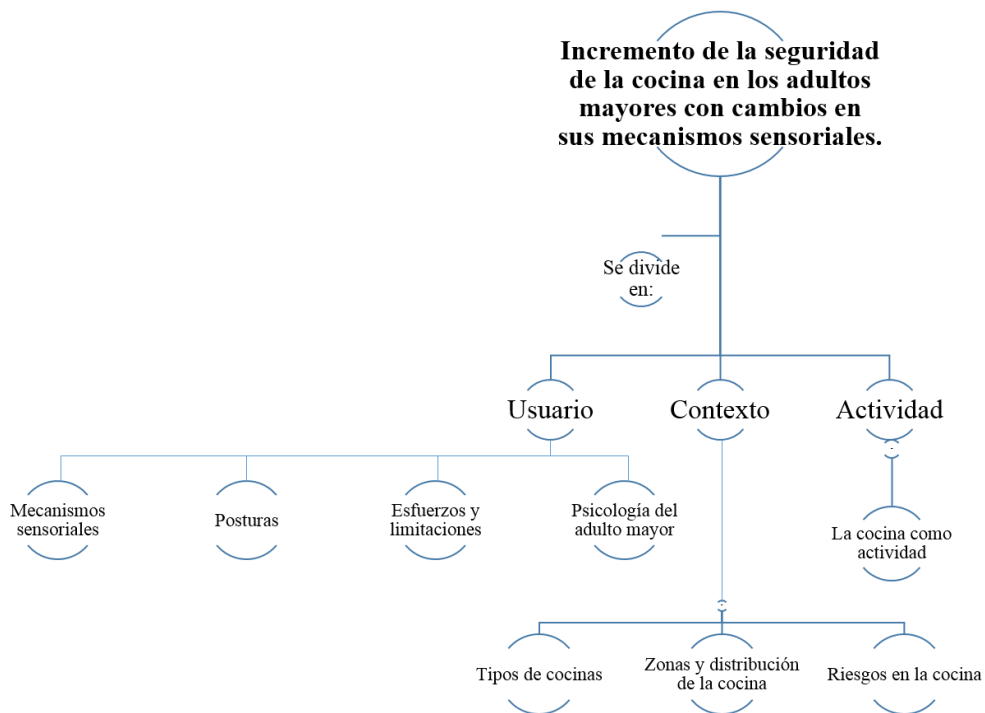 Incremento de la seguridad
de la cocina en los adultos
mayores con cambios en
sus mecanismos sensoriales.
Se divide
en:
Usuario
Contexto
Actividad
Mecanismos
sensoriales
Posturas
Esfuerzos y
limitaciones
Psicología del
adulto mayor
La cocina como
actividad
Tipos de cocinas
Zonas y distribución
de la cocina
Riesgos en la cocina